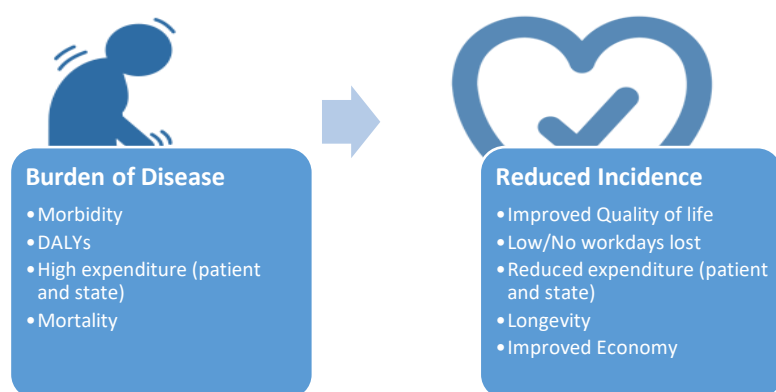 Burden of Disease
•Morbidity
•DALYs
•High expenditure (patient
and state)
•Mortality
Reduced Incidence
•Improved Quality of life
•Low/No workdays lost
•Reduced expenditure (patient
and state)
•Longevity
•Improved Economy